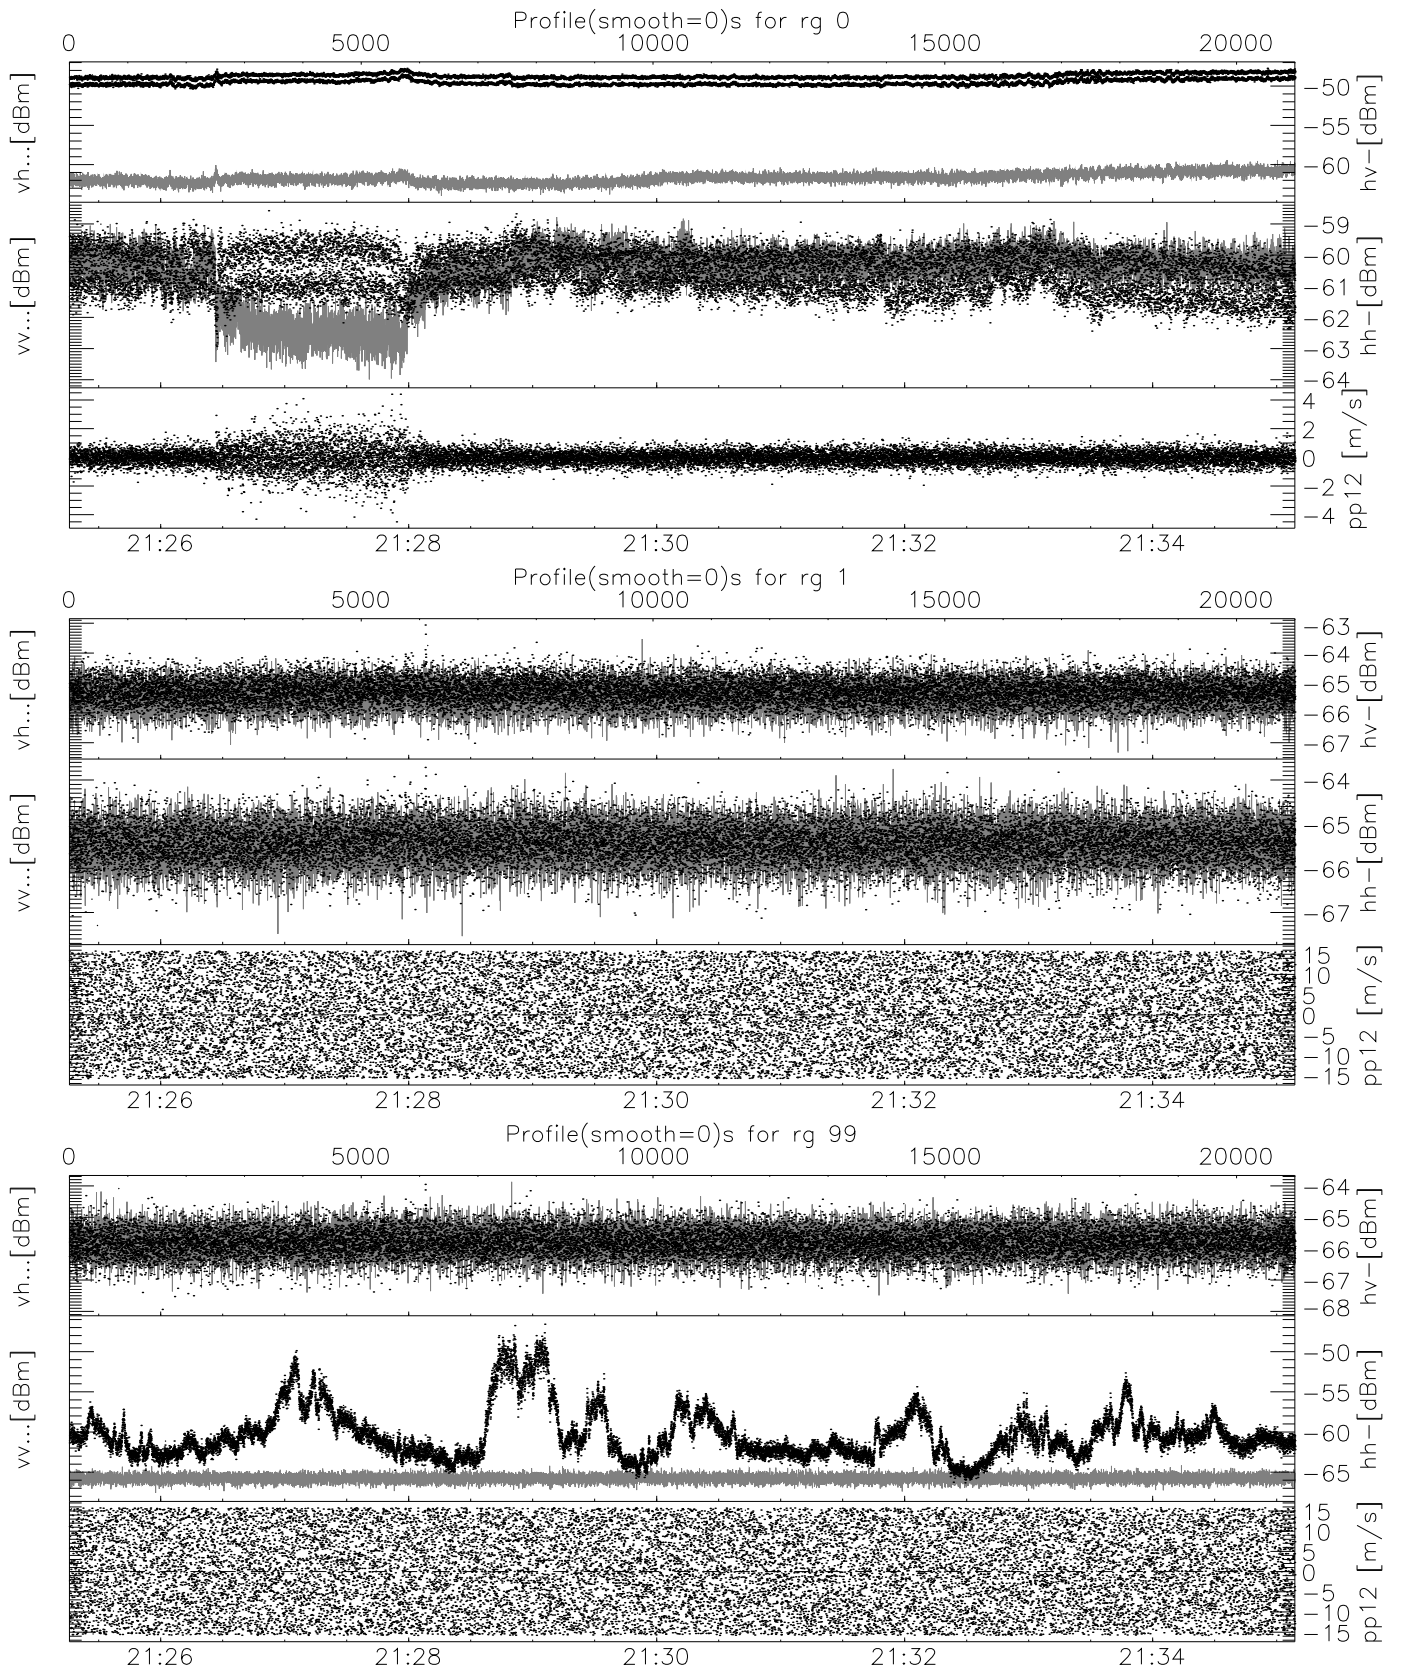 Profile(smooth=0)s for rg 0
0 5000 10000 15000 20000
vh...[dBm]
-50
-55
-60
hv-[dBm]
vv...[dBm]
-59
-60
-61
-62
-63
-64
hh-[dBm]
4
2
0
-2
-4
pp12 [m/s]
21:26 21:28 21:30 21:32 21:34
Profile(smooth=0)s for rg 1
0 5000 10000 15000 20000
vh...[dBm]
-63
-64
-65
-66
-67
hv-[dBm]
vv...[dBm]
-64
-65
-66
-67
hh-[dBm]
15
10
5
0
-5
-10
-15
pp12 [m/s]
21:26 21:28 21:30 21:32 21:34
Profile(smooth=0)s for rg 99
0 5000 10000 15000 20000
vh...[dBm]
-64
-65
-66
-67
-68
hv-[dBm]
vv...[dBm]
-50
-55
-60
-65
hh-[dBm]
15
10
5
0
-5
-10
-15
pp12 [m/s]
21:26 21:28 21:30 21:32 21:34